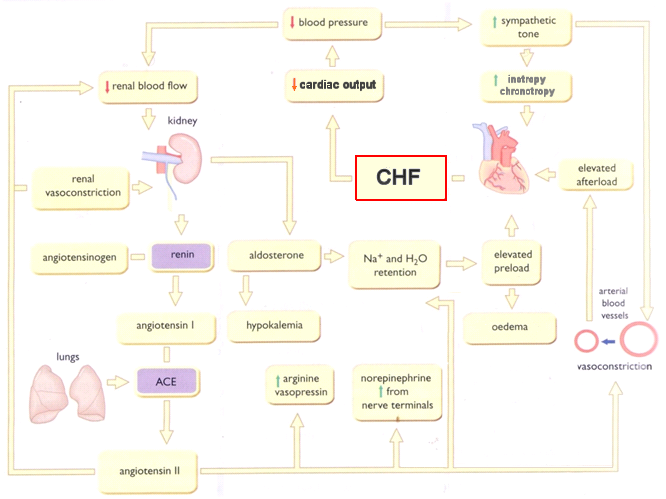 ↓ blood pressure
↑ sympathetic
tone
↓ renal blood flow
↓ cardiac output
↑ inotropy
chronotropy
kidney
renal
vasoconstriction
CHF
elevated
afterload
angiotensinogen
renin
aldosterone
Na⁺ and H₂O
retention
elevated
preload
arterial
blood
vessels
angiotensin I
hypokalemia
oedema
vasoconstriction
lungs
ACE
↑ arginine
vasopressin
norepinephrine
↑ from
nerve terminals
angiotensin II